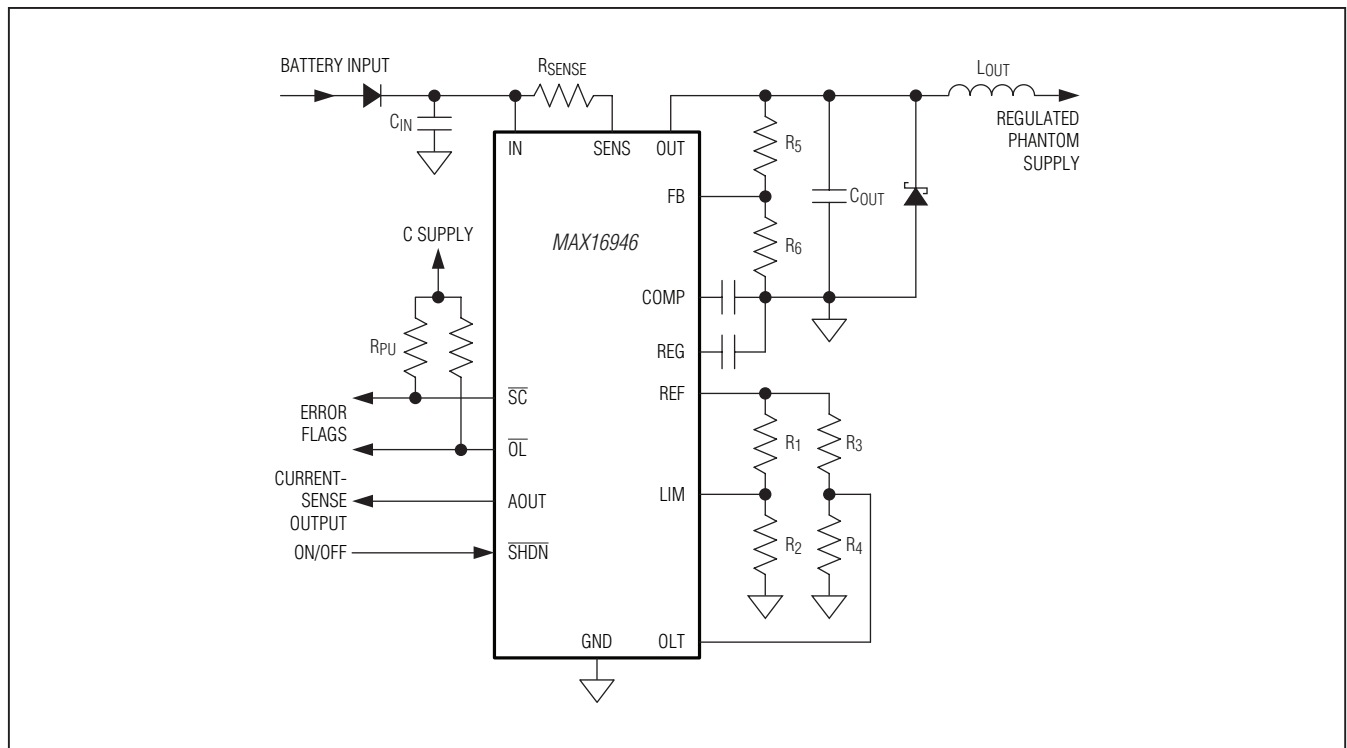 BATTERY INPUT
RSENSE
LOUT
CIN
REGULATED
PHANTOM
SUPPLY
IN
SENS
OUT
R5
FB
COUT
C SUPPLY
MAX16946
R6
COMP
RPU
REG
SC
REF
ERROR
FLAGS
R1
R3
OL
CURRENT-
SENSE
OUTPUT
AOUT
LIM
ON/OFF
SHDN
R2
R4
GND
OLT